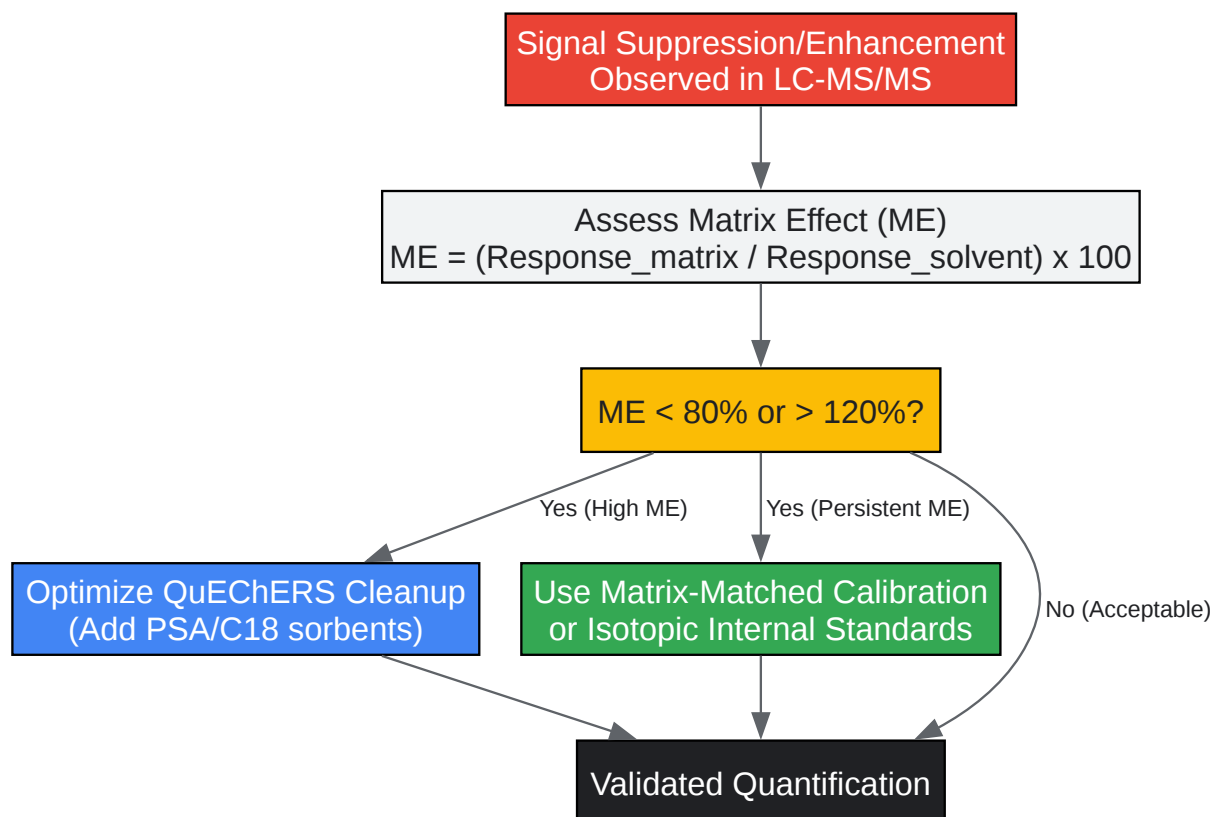 Signal Suppression/Enhancement
Observed in LC-MS/MS
Assess Matrix Effect (ME)
ME = (Response_matrix / Response_solvent) x 100
ME < 80% or > 120%?
Yes (High ME)
Yes (Persistent ME)
No (Acceptable)
Optimize QuEChERS Cleanup
(Add PSA/C18 sorbents)
Use Matrix-Matched Calibration
or Isotopic Internal Standards
Validated Quantification